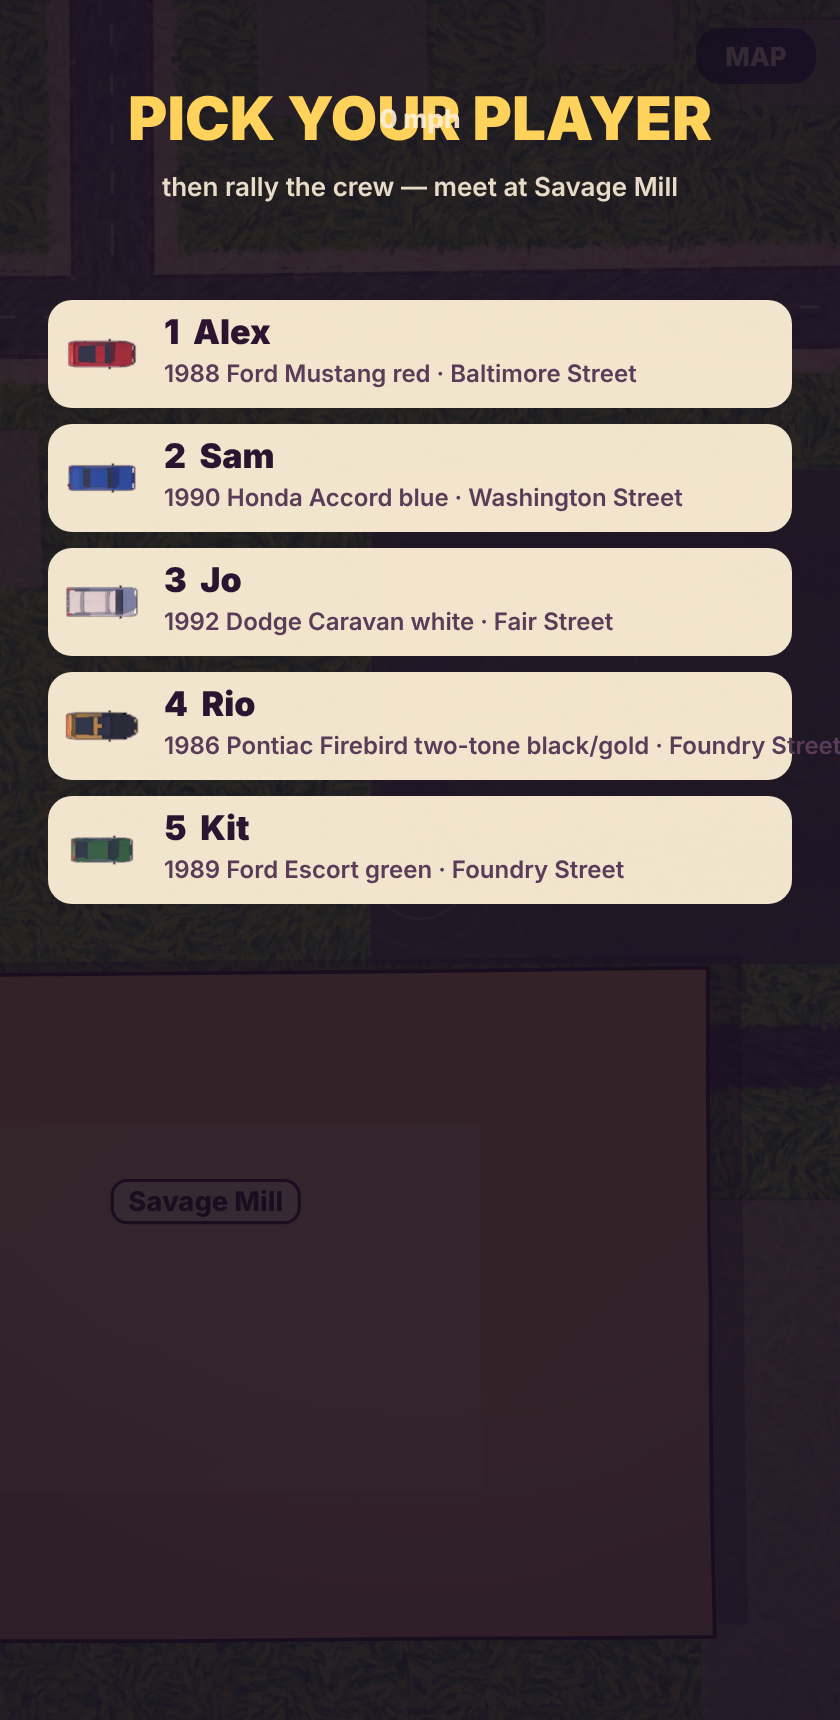 MAP
PICK YOUR PLAYER
0 mph
then rally the crew — meet at Savage Mill
1 Alex
1988 Ford Mustang red · Baltimore Street
2 Sam
1990 Honda Accord blue · Washington Street
3 Jo
1992 Dodge Caravan white · Fair Street
4 Rio
1986 Pontiac Firebird two-tone black/gold · Foundry Street
5 Kit
1989 Ford Escort green · Foundry Street
Savage Mill